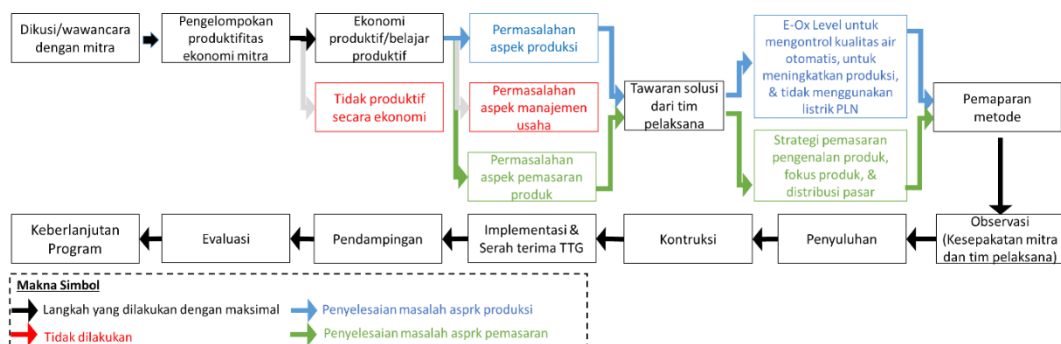 Dikusi/wawancara
dengan mitra
Pengelompokan
produktifitas
ekonomi mitra
Ekonomi
produktif/belajar
produktif
Permasalahan
aspek produksi
E-Ox Level untuk
mengontrol kualitas air
otomatis, untuk
meningkatkan produksi,
& tidak menggunakan
listrik PLN
Tidak produktif
secara ekonomi
Permasalahan
aspek manajemen
usaha
Tawaran solusi
dari tim
pelaksana
Pemaparan
metode
Permasalahan
aspek pemasaran
produk
Strategi pemasaran
pengenalan produk,
fokus produk, &
distribusi pasar
Keberlanjutan
Program
Evaluasi
Pendampingan
Implementasi &
Serah terima TTG
Kontruksi
Penyuluhan
Observasi
(Kesepakatan mitra
dan tim pelaksana)
Makna Simbol
Langkah yang dilakukan dengan maksimal
Penyelesaian masalah asprk produksi
Tidak dilakukan
Penyelesaian masalah asprk pemasaran